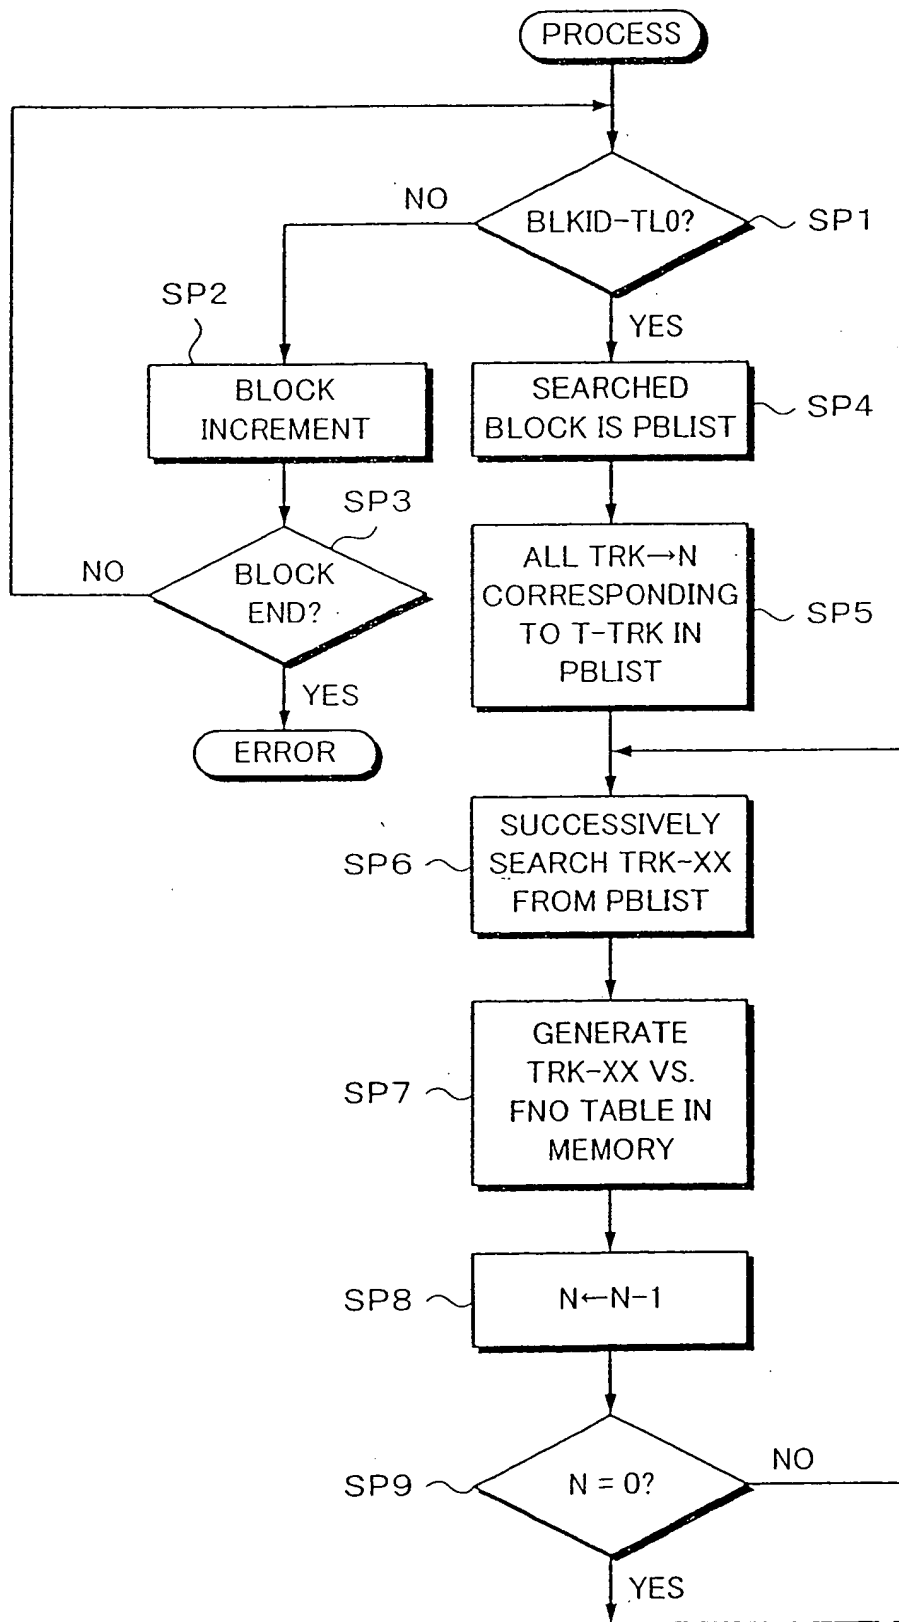 PROCESS
NO
BLKID-TL0?
SP1
YES
SP2
BLOCK
INCREMENT
SEARCHED
BLOCK IS PBLIST
SP4
SP3
NO
BLOCK
END?
YES
ERROR
ALL TRK→N
CORRESPONDING
TO T-TRK IN
PBLIST
SP5
SUCCESSIVELY
SEARCH TRK-XX
FROM PBLIST
SP6
GENERATE
TRK-XX VS.
FNO TABLE IN
MEMORY
SP7
SP8
N←N-1
SP9
N = 0?
NO
YES